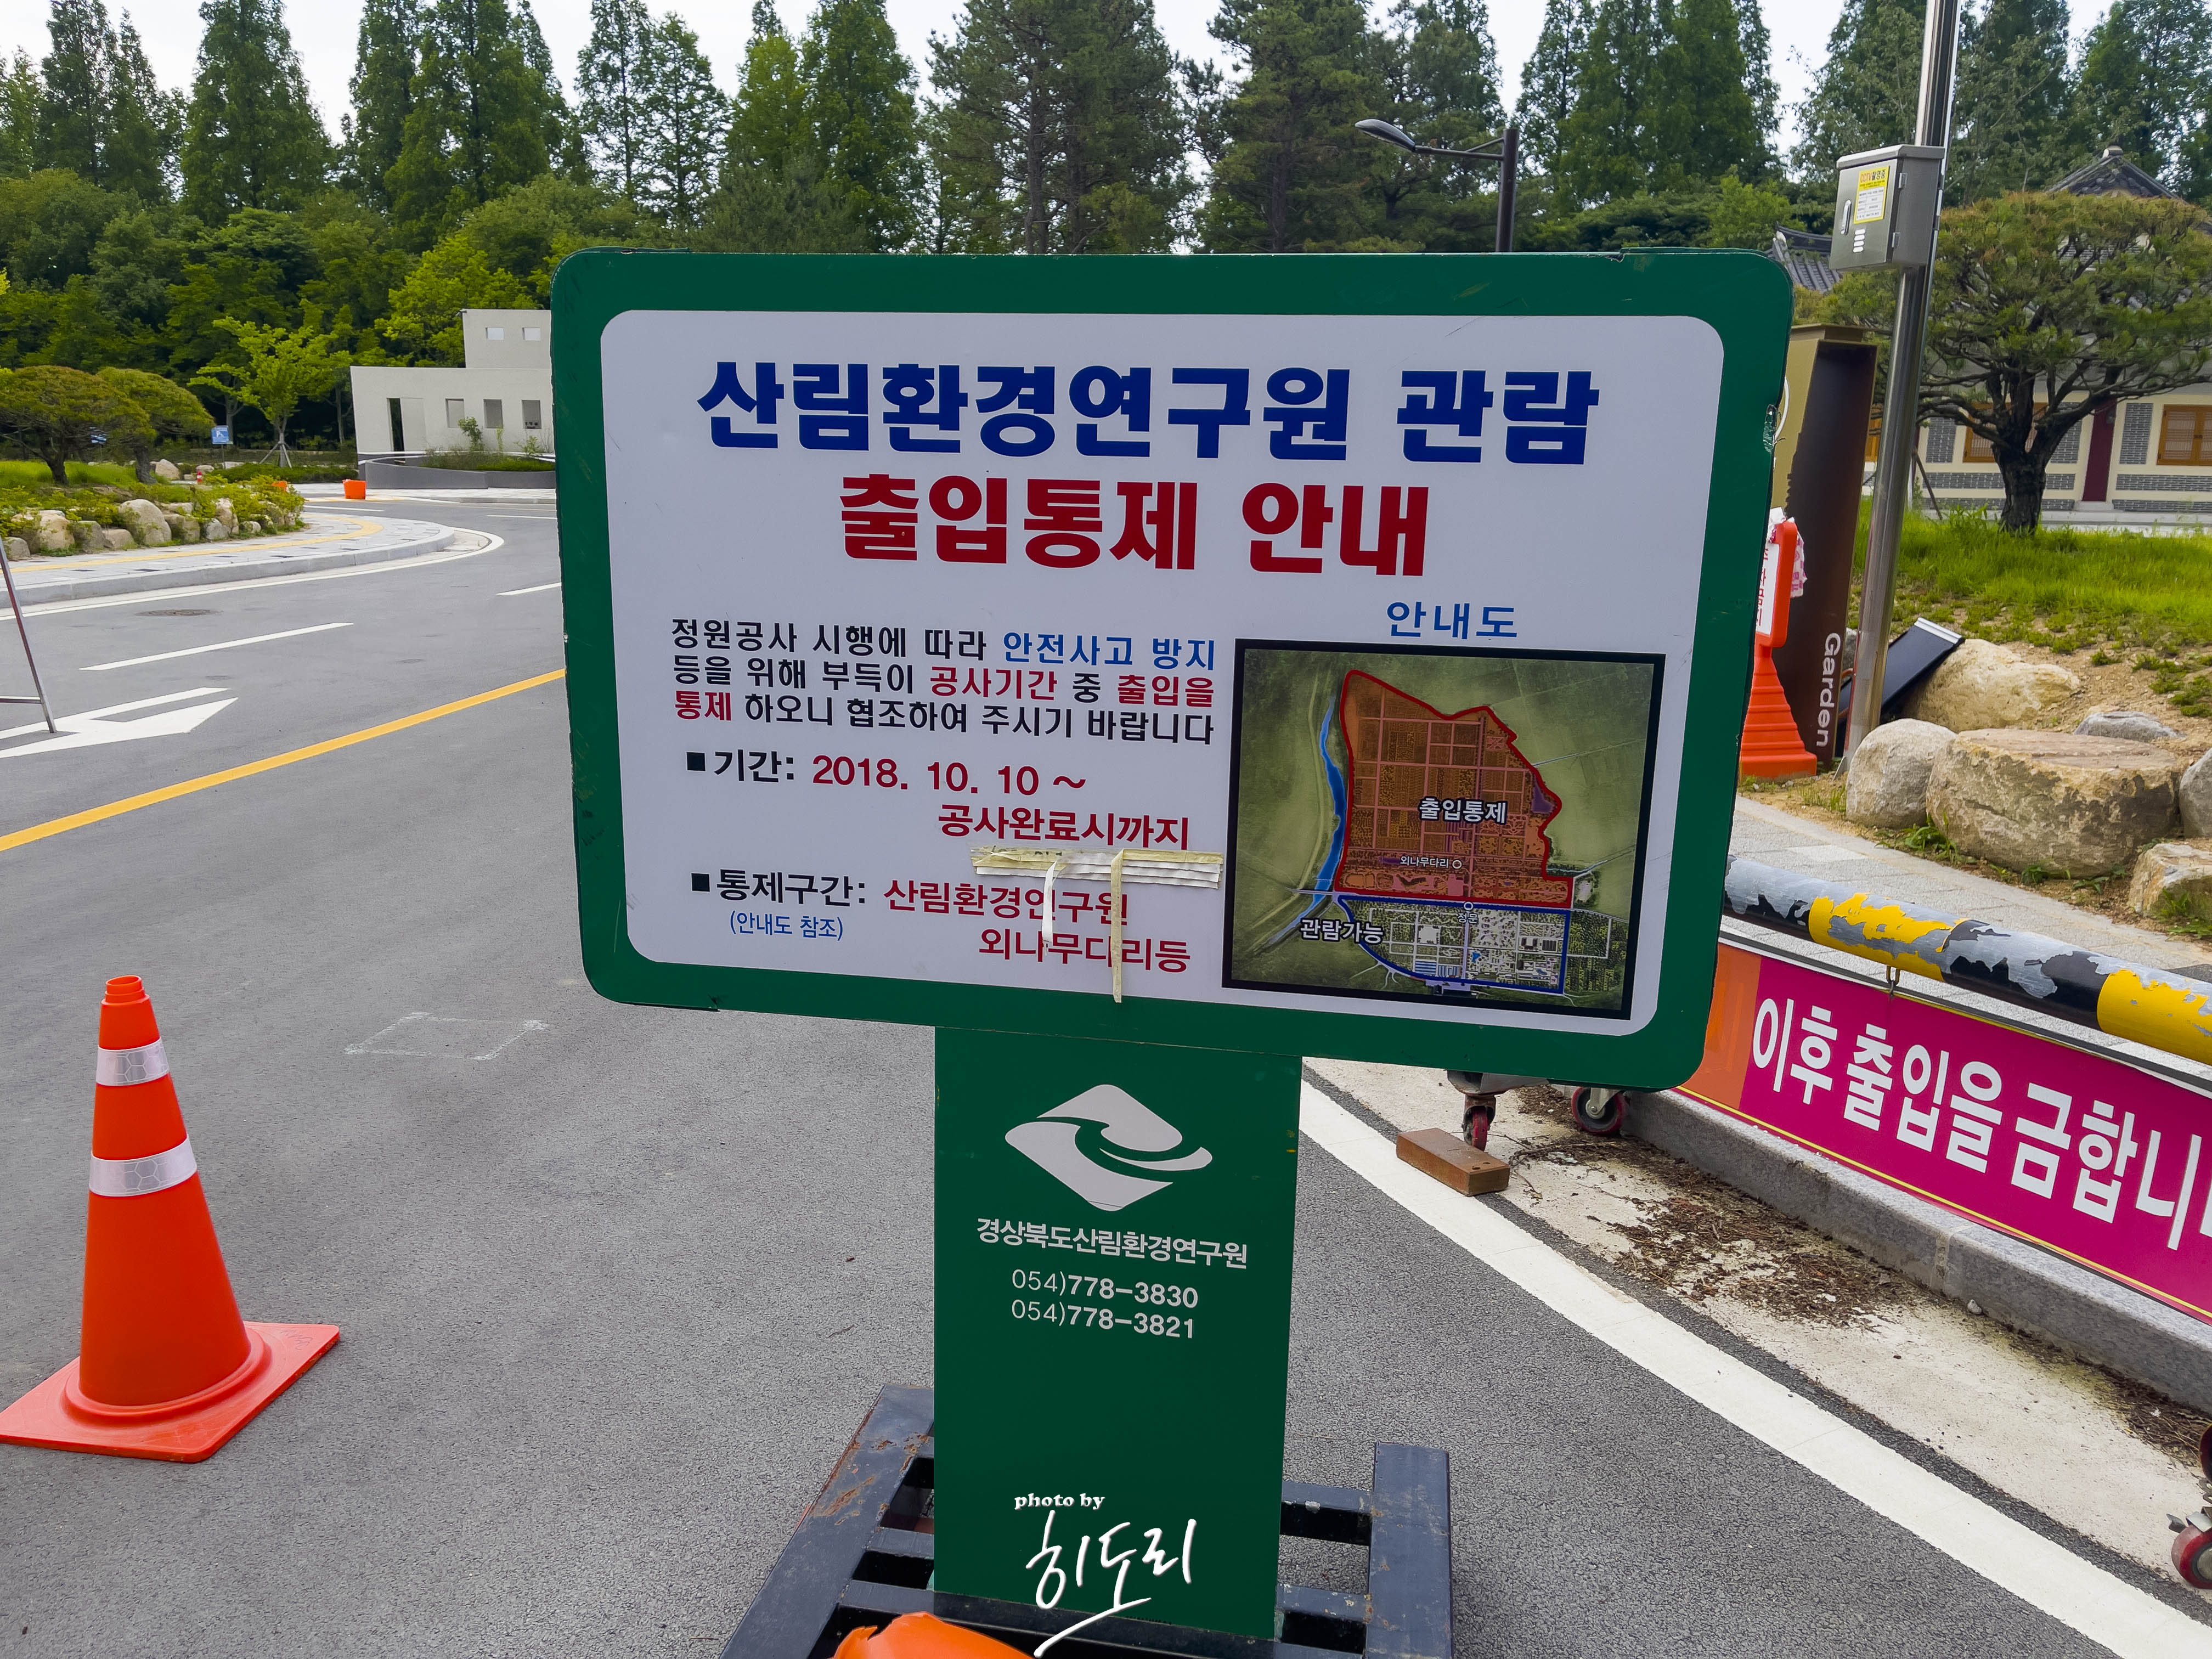 산림환경연구원 관람
출입통제 안내
정원공사 시행에 따라 안전사고 방지
등을 위해 부득이 공사기간 중 출입을
통제 하오니 협조하여 주시기 바랍니다
■기간: 2018. 10. 10 ~
공사완료시까지
■통제구간: 산림환경연구원
(안내도 참조)
외나무다리등
안내도
출입통제
외나무다리
정문
관람가능
경상북도산림환경연구원
054)778-3830
054)778-3821
Garden
이후 출입을 금합니
photo by
히도리